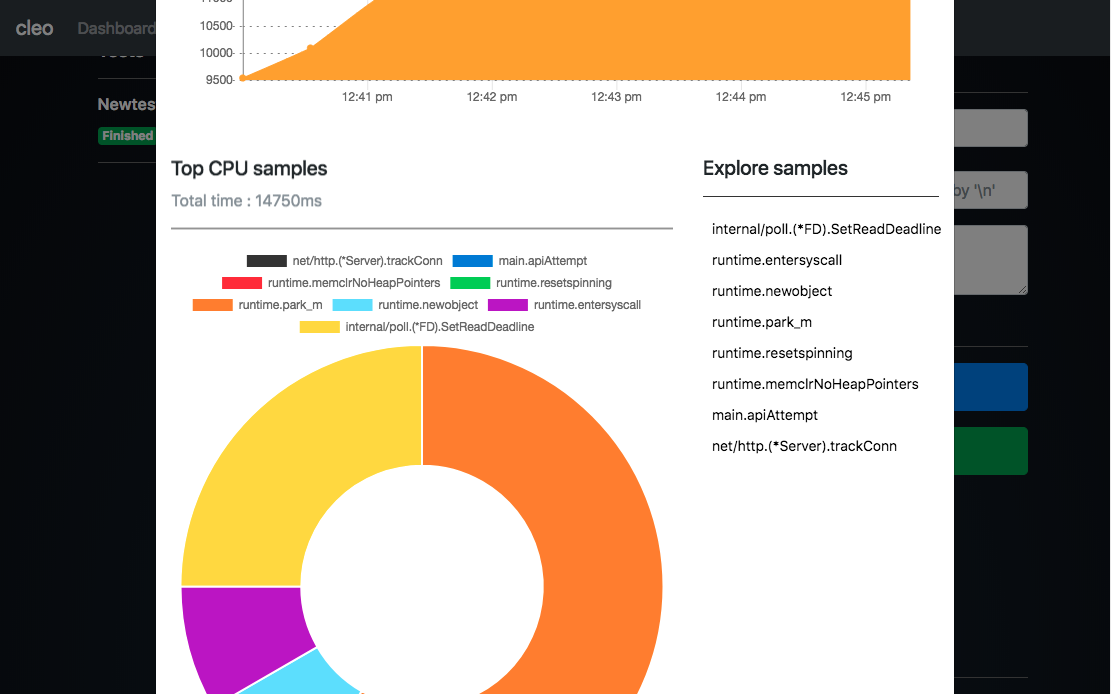 cleo Dashboard
10500
10000
9500
12:41 pm 12:42 pm 12:43 pm 12:44 pm 12:45 pm
Newtes
Finished
by '\n'
Top CPU samples
Total time : 14750ms
net/http.(*Server).trackConn main.apiAttempt
runtime.memclrNoHeapPointers runtime.resetspinning
runtime.park_m runtime.newobject runtime.entersyscall
internal/poll.(*FD).SetReadDeadline
Explore samples
internal/poll.(*FD).SetReadDeadline
runtime.entersyscall
runtime.newobject
runtime.park_m
runtime.resetspinning
runtime.memclrNoHeapPointers
main.apiAttempt
net/http.(*Server).trackConn